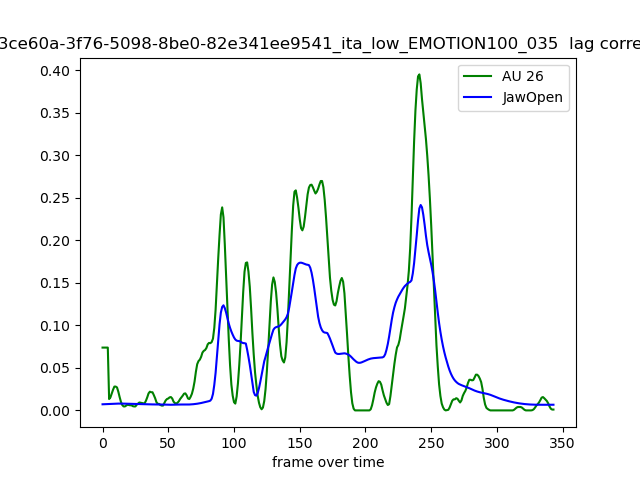 3ce60a-3f76-5098-8be0-82e341ee9541_ita_low_EMOTION100_035 lag corre
AU 26
JawOpen
0.40
0.35
0.30
0.25
0.20
0.15
0.10
0.05
0.00
0 50 100 150 200 250 300 350
frame over time